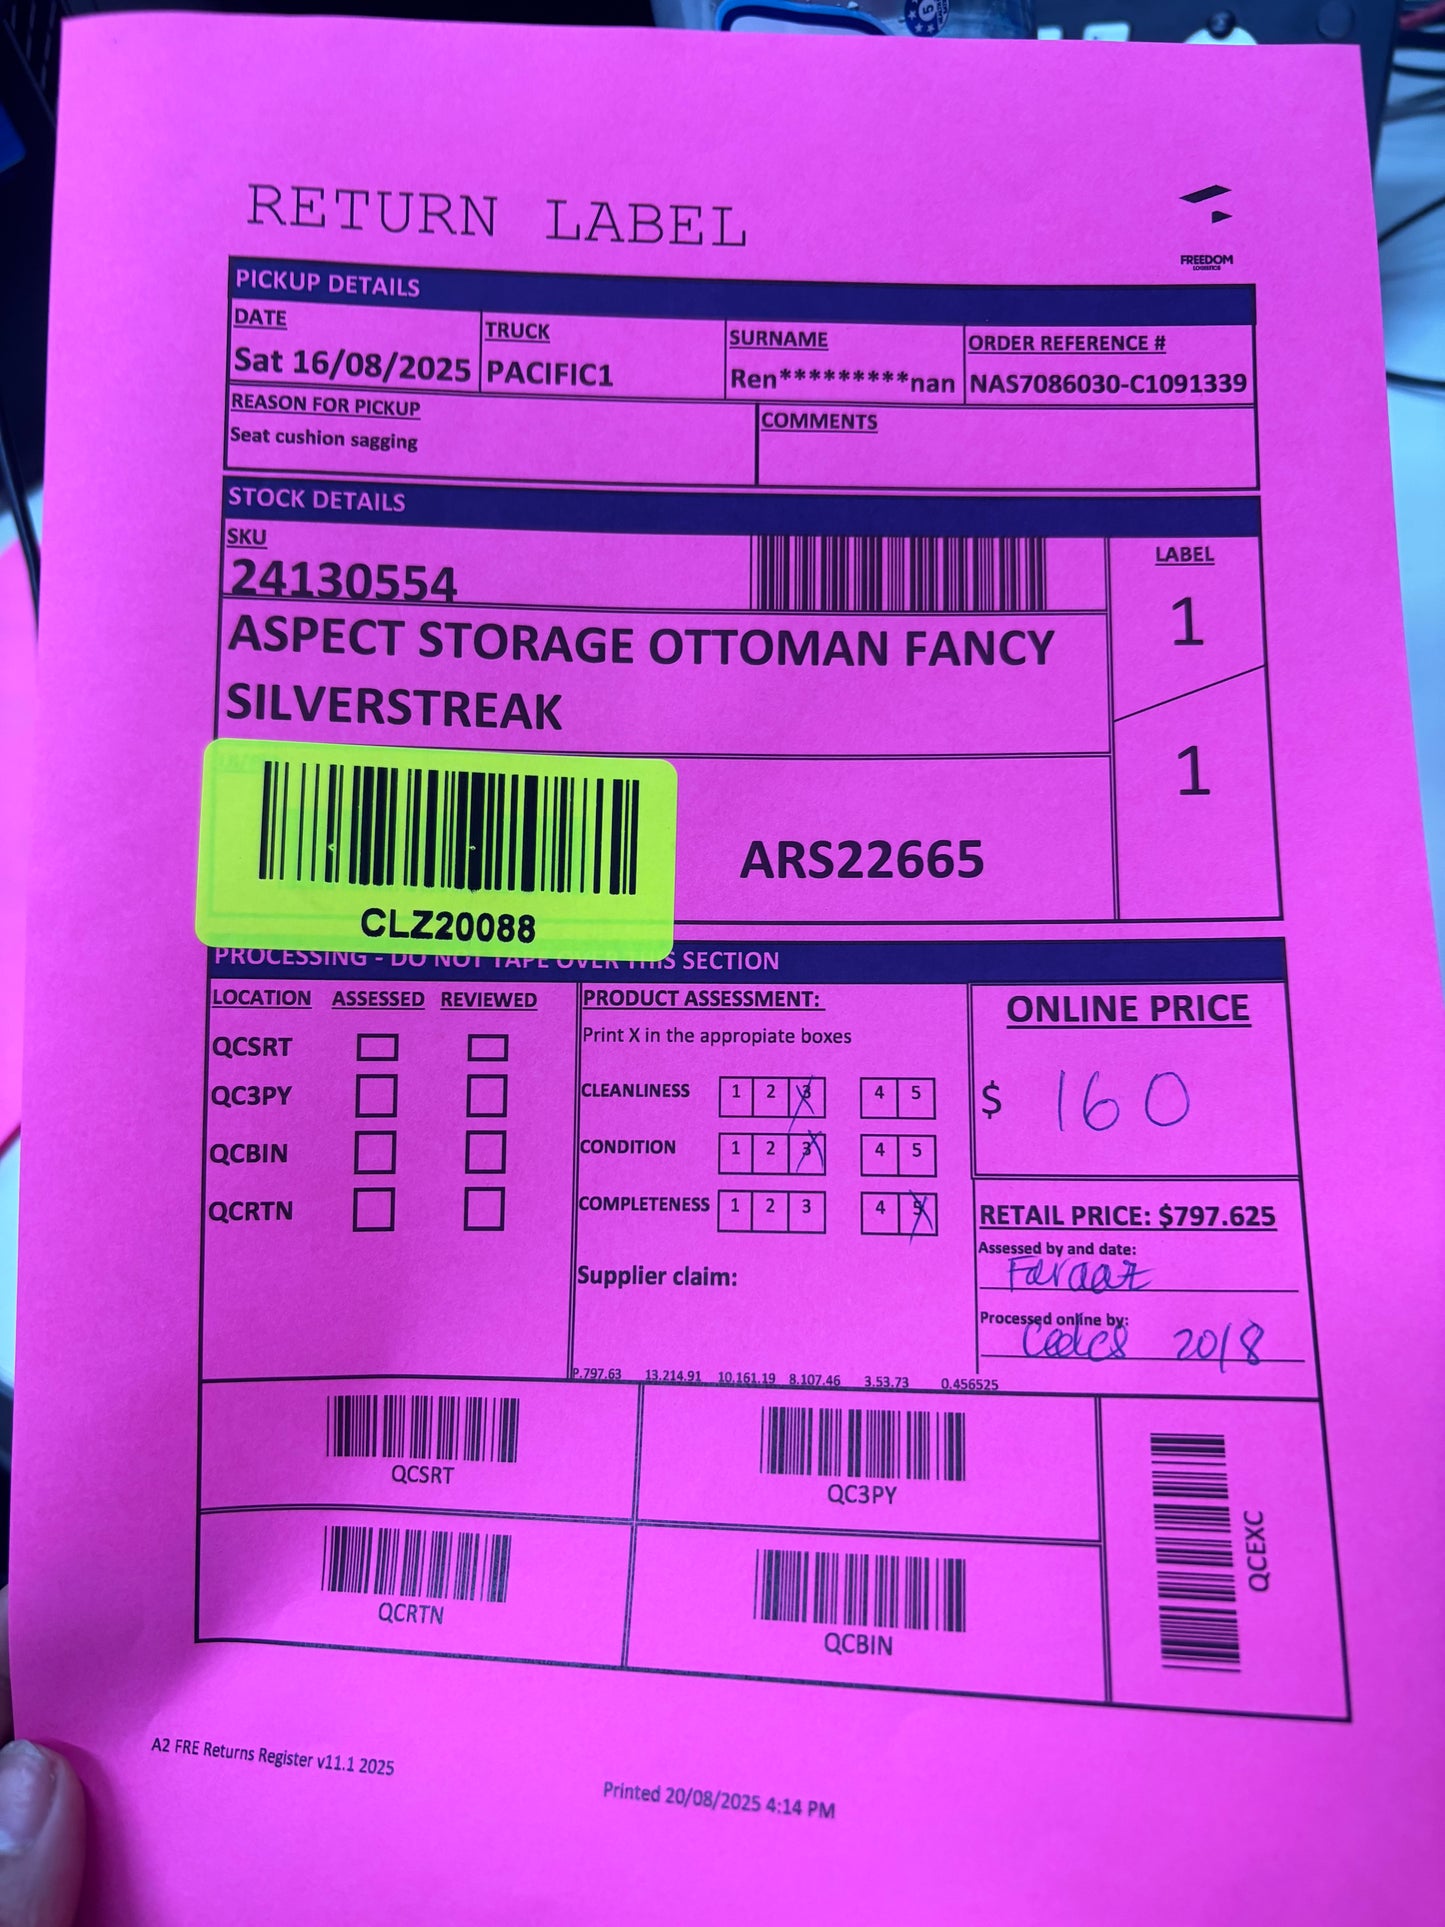 RETURN LABEL
FREEDOM
LOGISTICS
PICKUP DETAILS
DATE TRUCK SURNAME ORDER REFERENCE #
Sat 16/08/2025 PACIFIC1 Ren*********nan NAS7086030-C1091339
REASON FOR PICKUP COMMENTS
Seat cushion sagging
STOCK DETAILS
SKU LABEL
24130554
1
ASPECT STORAGE OTTOMAN FANCY
SILVERSTREAK
1
ARS22665
CLZ20088
PROCESSING - DO NOT TAPE OVER THIS SECTION
LOCATION ASSESSED REVIEWED
QCSRT
QC3PY
QCBIN
QCRTN
PRODUCT ASSESSMENT:
Print X in the appropiate boxes
CLEANLINESS 1 2 3 4 5
CONDITION 1 2 3 4 5
COMPLETENESS 1 2 3 4 5
Supplier claim:
ONLINE PRICE
$ 160
RETAIL PRICE: $797.625
Assessed by and date:
Faraaz
Processed online by:
20/8
P.797.63 13.214.91 10.161.19 8.107.46 3.53.73 0.456525
QCSRT
QC3PY
QCRTN
QCBIN
QCEXC
A2 FRE Returns Register v11.1 2025
Printed 20/08/2025 4:14 PM